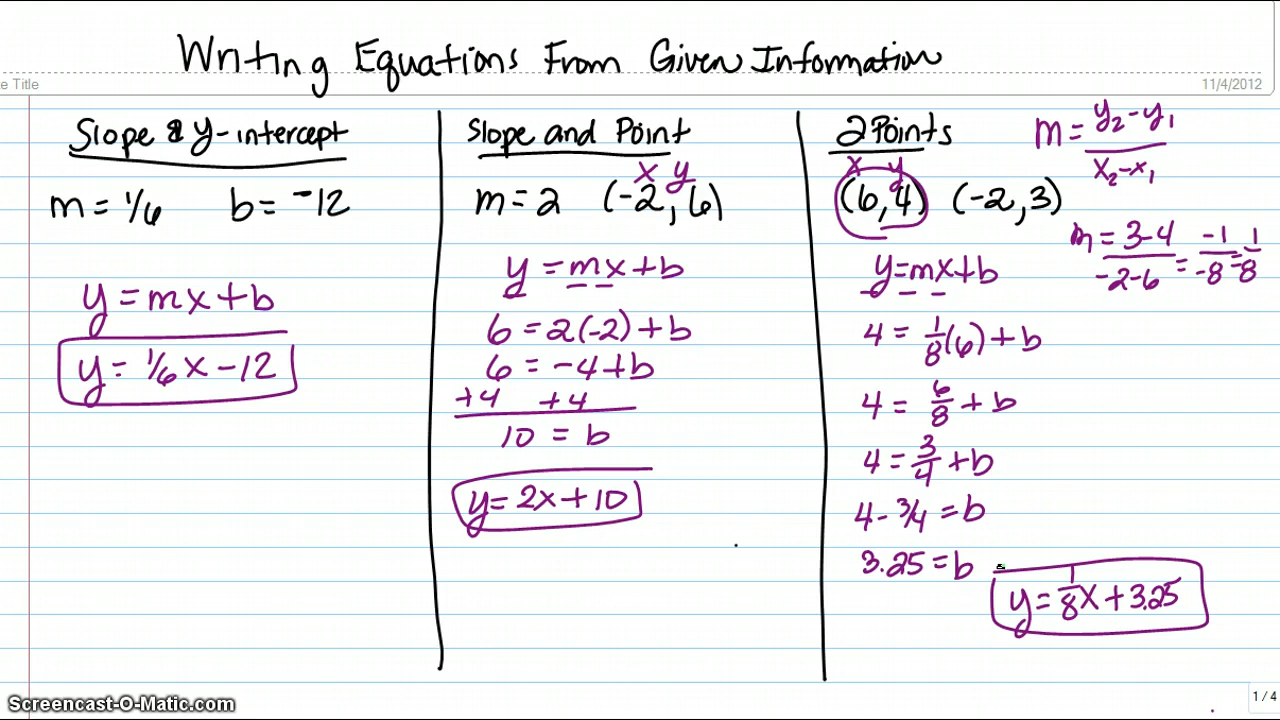 Writing Equations From Given Information
te Title
11/4/2012
Slope & y-intercept
m = 1/6 b = -12
y = mx + b
y = 1/6 x - 12
Slope and Point
x y
m = 2 (-2, 6)
y = mx + b
6 = 2(-2) + b
6 = -4 + b
+4 +4
10 = b
y = 2x + 10
2 Points
x y
(6, 4) (-2, 3)
m = y₂ - y₁ / x₂ - x₁
m = 3 - 4 / -2 - 6 = -1 / -8 = 1 / 8
y = mx + b
4 = 1/8 (6) + b
4 = 6/8 + b
4 = 3/4 + b
4 - 3/4 = b
3.25 = b
y = 1/8 x + 3.25
Screencast-O-Matic.com
1 / 4